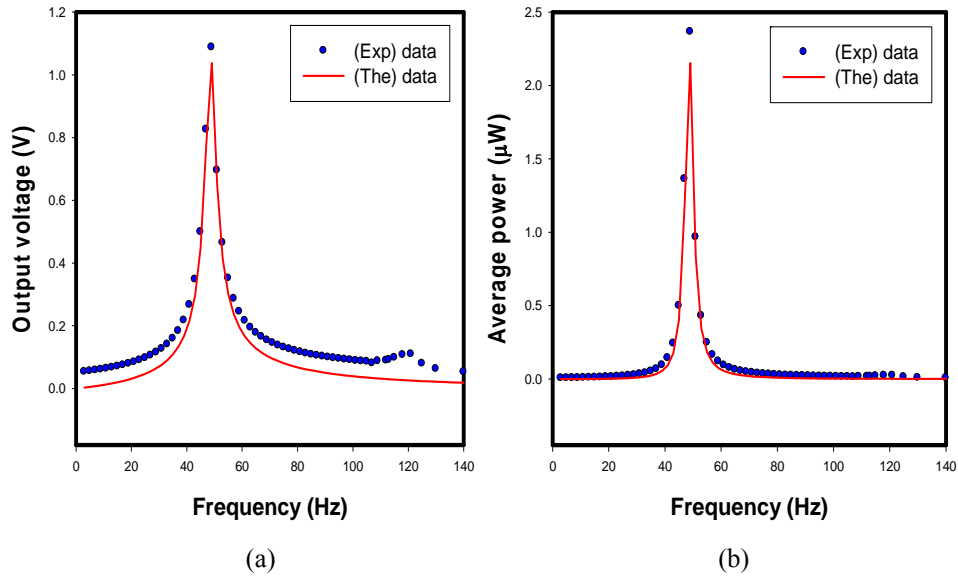 1.2
1.0
0.8
0.6
0.4
0.2
0.0
Output voltage (V)
(Exp) data
(The) data
0 20 40 60 80 100 120 140
Frequency (Hz)
(a)
2.5
2.0
1.5
1.0
0.5
0.0
Average power (μW)
(Exp) data
(The) data
0 20 40 60 80 100 120 140
Frequency (Hz)
(b)